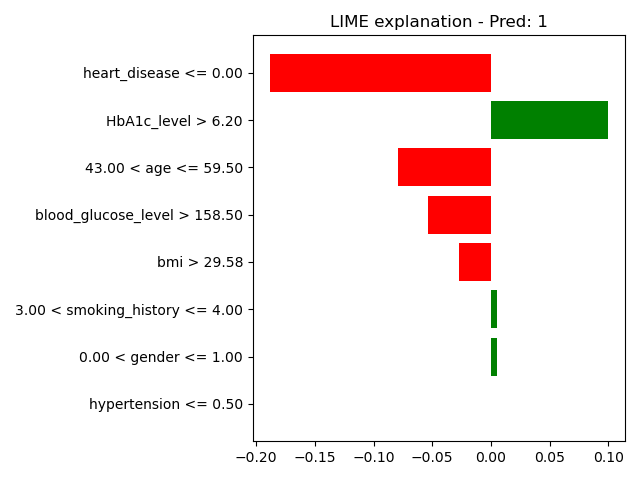 LIME explanation - Pred: 1
heart_disease <= 0.00
HbA1c_level > 6.20
43.00 < age <= 59.50
blood_glucose_level > 158.50
bmi > 29.58
3.00 < smoking_history <= 4.00
0.00 < gender <= 1.00
hypertension <= 0.50
−0.20 −0.15 −0.10 −0.05 0.00 0.05 0.10